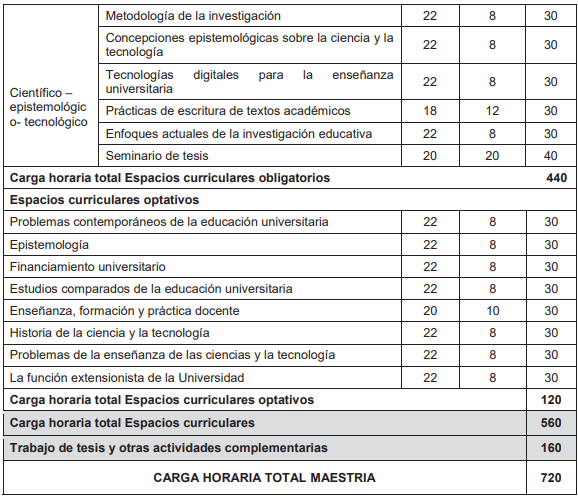 Metodología de la investigación 22 8 30
Concepciones epistemológicas sobre la ciencia y la
tecnología 22 8 30
Tecnologías digitales para la enseñanza
universitaria 22 8 30
Científico –
epistemológic
o- tecnológico
Prácticas de escritura de textos académicos 18 12 30
Enfoques actuales de la investigación educativa 22 8 30
Seminario de tesis 20 20 40
Carga horaria total Espacios curriculares obligatorios 440
Espacios curriculares optativos
Problemas contemporáneos de la educación universitaria 22 8 30
Epistemología 22 8 30
Financiamiento universitario 22 8 30
Estudios comparados de la educación universitaria 22 8 30
Enseñanza, formación y práctica docente 20 10 30
Historia de la ciencia y la tecnología 22 8 30
Problemas de la enseñanza de las ciencias y la tecnología 22 8 30
La función extensionista de la Universidad 22 8 30
Carga horaria total Espacios curriculares optativos 120
Carga horaria total Espacios curriculares 560
Trabajo de tesis y otras actividades complementarias 160
CARGA HORARIA TOTAL MAESTRIA 720